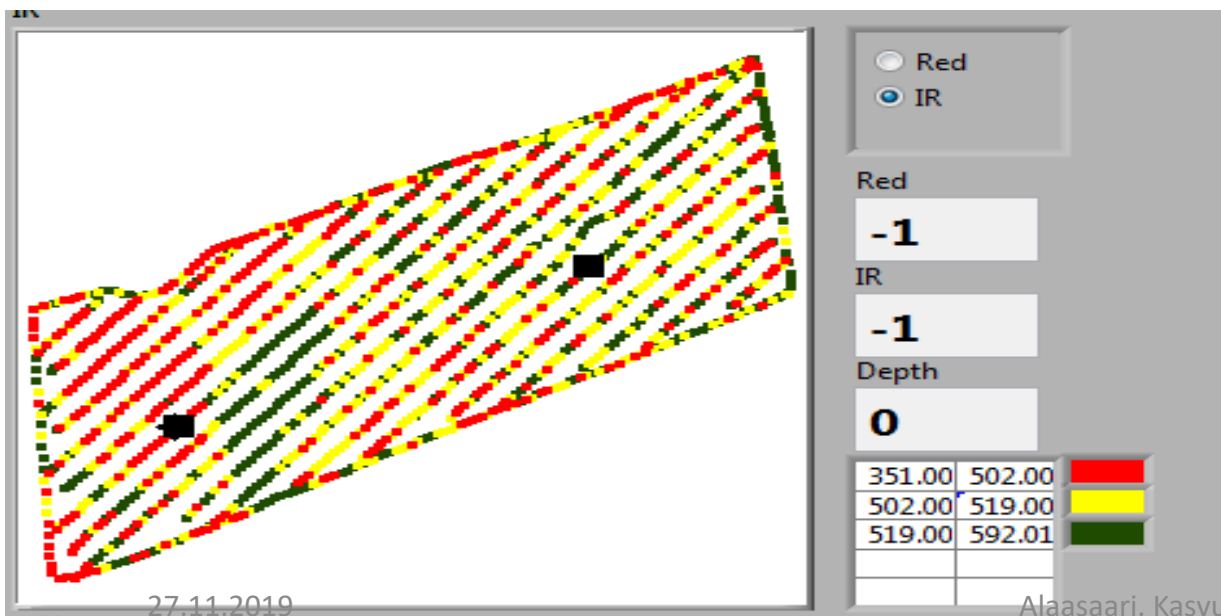 IR
Red
IR
Red
-1
IR
-1
Depth
0
351.00 502.00
502.00 519.00
519.00 592.01
27.11.2019
Alaasaari, Kasvu